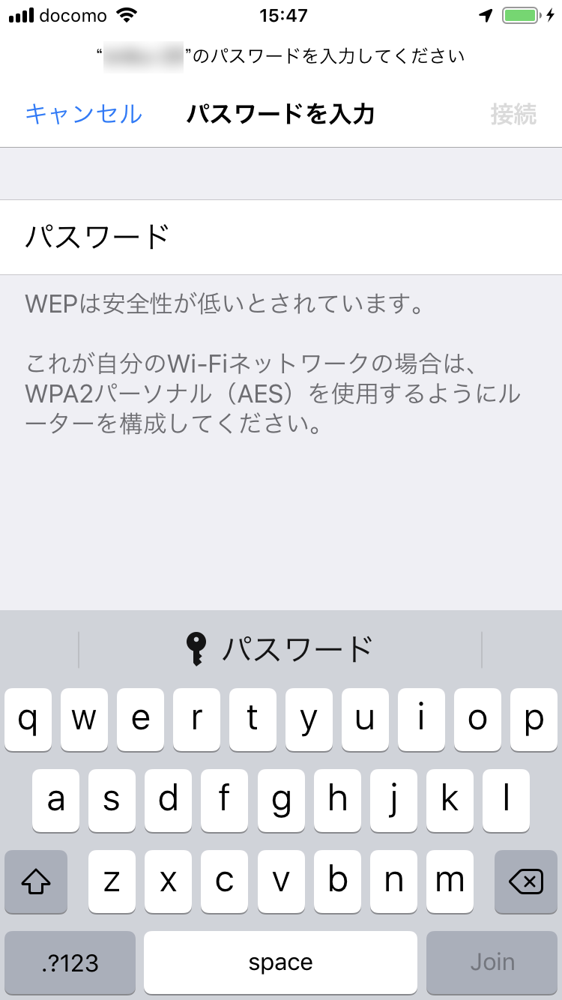 docomo 15:47
“ ”のパスワードを入力してください
キャンセル パスワードを入力 接続
パスワード
WEPは安全性が低いとされています。
これが自分のWi-Fiネットワークの場合は、
WPA2パーソナル（AES）を使用するようにル
ーターを構成してください。
パスワード
q w e r t y u i o p
a s d f g h j k l
z x c v b n m
.?123 space Join